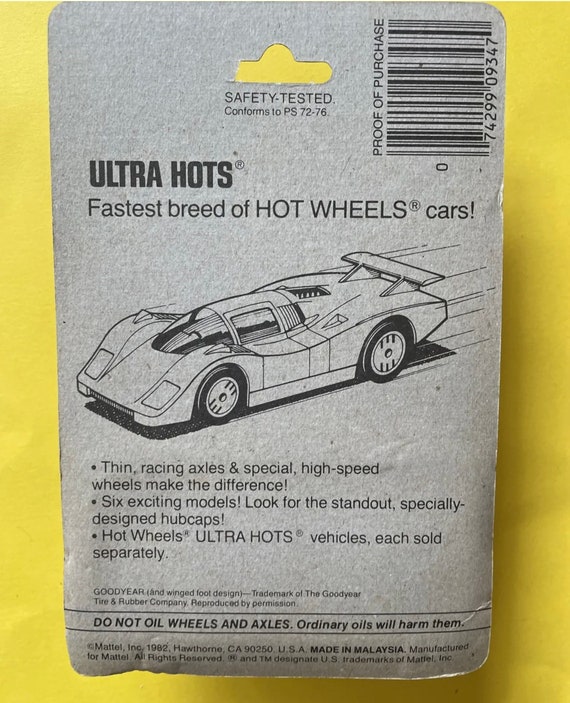 SAFETY-TESTED.
Conforms to PS 72-76.
PROOF OF PURCHASE
74299 09347
0
ULTRA HOTS®
Fastest breed of HOT WHEELS® cars!
• Thin, racing axles & special, high-speed
wheels make the difference!
• Six exciting models! Look for the standout, specially-
designed hubcaps!
• Hot Wheels® ULTRA HOTS® vehicles, each sold
separately.
GOODYEAR (and winged foot design)—Trademark of The Goodyear
Tire & Rubber Company. Reproduced by permission.
DO NOT OIL WHEELS AND AXLES. Ordinary oils will harm them.
©Mattel, Inc. 1982, Hawthorne, CA 90250. U.S.A. MADE IN MALAYSIA. Manufactured
for Mattel. All Rights Reserved. ® and TM designate U.S. trademarks of Mattel, Inc.